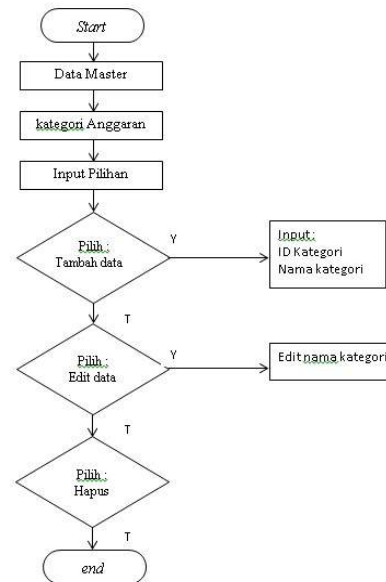 Start
Data Master
kategori Anggaran
Input Pilihan
Pilih :
Tambah data
Y
Input :
ID Kategori
Nama kategori
T
Pilih :
Edit data
Y
Edit nama kategori
T
Pilih :
Hapus
T
end